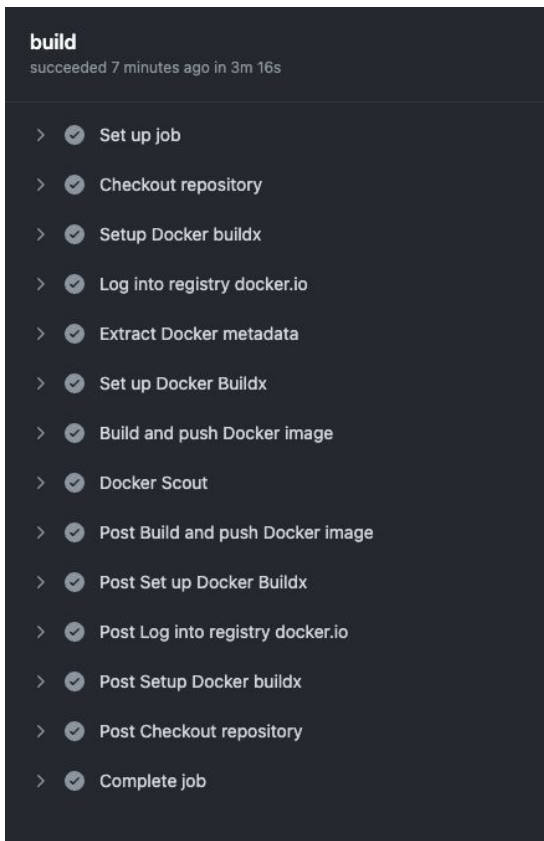 build
succeeded 7 minutes ago in 3m 16s
Set up job
Checkout repository
Setup Docker buildx
Log into registry docker.io
Extract Docker metadata
Set up Docker Buildx
Build and push Docker image
Docker Scout
Post Build and push Docker image
Post Set up Docker Buildx
Post Log into registry docker.io
Post Setup Docker buildx
Post Checkout repository
Complete job